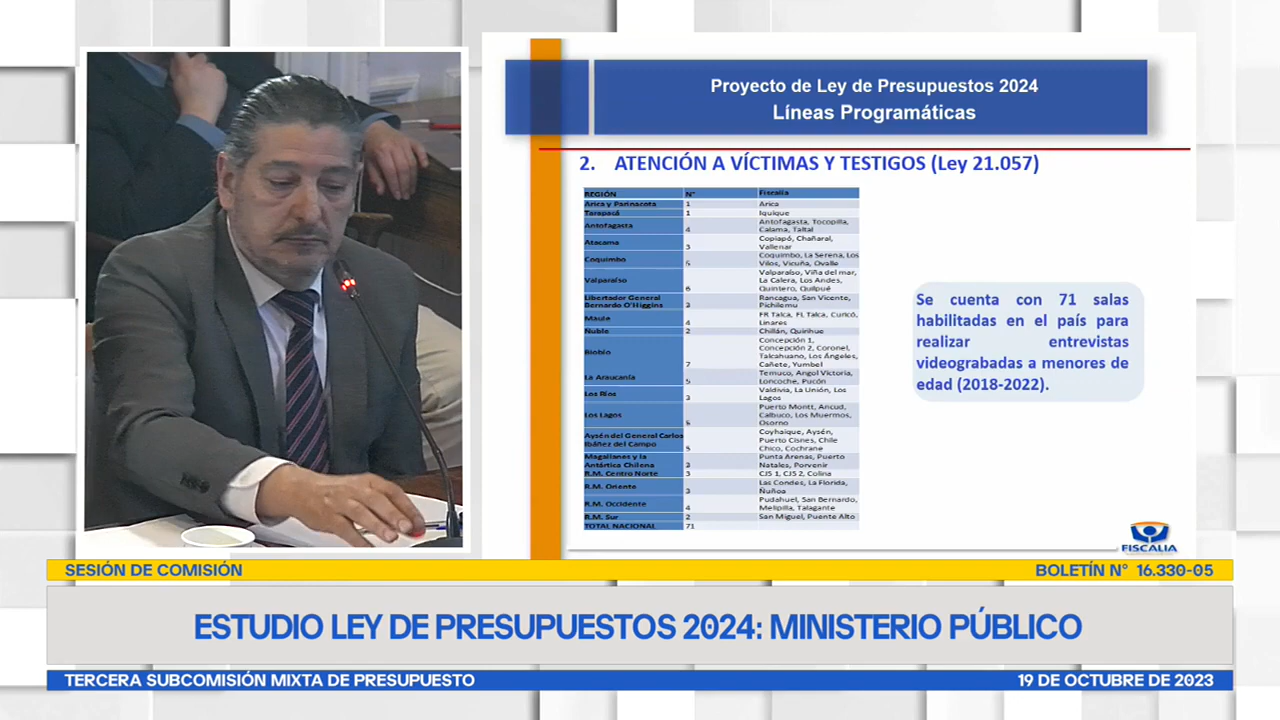 Proyecto de Ley de Presupuestos 2024
Líneas Programáticas
2. ATENCIÓN A VÍCTIMAS Y TESTIGOS (Ley 21.057)
REGIÓN N° Fiscalía
Arica y Parinacota 1 Arica
Tarapacá 1 Iquique
Antofagasta 4 Antofagasta, Tocopilla,
Calama, Taltal
Atacama 3 Copiapó, Chañaral,
Vallenar
Coquimbo 5 Coquimbo, La Serena, Los
Vilos, Vicuña, Ovalle
Valparaíso 6 Valparaíso, Viña del mar,
La Calera, Los Andes,
Quintero, Quilpué
Libertador General
Bernardo O'Higgins 3 Rancagua, San Vicente,
Pichilemu
Maule 4 FR Talca, FL Talca, Curicó,
Linares
Ñuble 2 Chillán, Quirihue
Biobío 7 Concepción 1,
Concepción 2, Coronel,
Talcahuano, Los Ángeles,
Cañete, Yumbel
La Araucanía 5 Temuco, Angol Victoria,
Loncoche, Pucón
Los Ríos 3 Valdivia, La Unión, Los
Lagos
Los Lagos 5 Puerto Montt, Ancud,
Calbuco, Los Muermos,
Osorno
Aysén del General Carlos
Ibáñez del Campo 5 Coyhaique, Aysén,
Puerto Cisnes, Chile
Chico, Cochrane
Magallanes y la
Antártica Chilena 3 Punta Arenas, Puerto
Natales, Porvenir
R.M. Centro Norte 3 CJS 1, CJS 2, Colina
R.M. Oriente 3 Las Condes, La Florida,
Ñuñoa
R.M. Occidente 4 Pudahuel, San Bernardo,
Melipilla, Talagante
R.M. Sur 2 San Miguel, Puente Alto
TOTAL NACIONAL 71
Se cuenta con 71 salas
habilitadas en el país para
realizar entrevistas
videograbadas a menores de
edad (2018-2022).
FISCALIA
SESIÓN DE COMISIÓN
BOLETÍN N° 16.330-05
ESTUDIO LEY DE PRESUPUESTOS 2024: MINISTERIO PÚBLICO
TERCERA SUBCOMISIÓN MIXTA DE PRESUPUESTO
19 DE OCTUBRE DE 2023